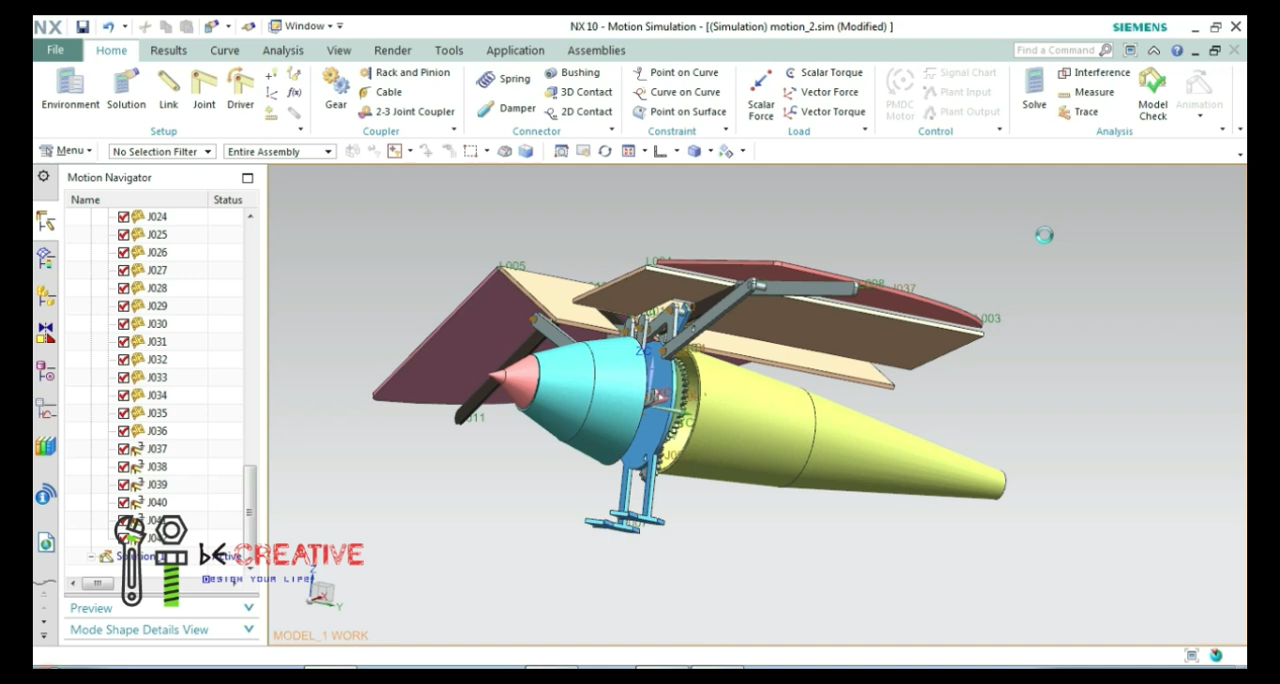 NX
Window
NX 10 - Motion Simulation - [(Simulation) motion_2.sim (Modified) ]
SIEMENS
File Home Results Curve Analysis View Render Tools Application Assemblies
Find a Command
Environment Solution Link Joint Driver
f(x)
Setup
Gear
Rack and Pinion
Cable
2-3 Joint Coupler
Coupler
Spring
Damper
Bushing
3D Contact
2D Contact
Connector
Point on Curve
Curve on Curve
Point on Surface
Constraint
Scalar Force
Scalar Torque
Vector Force
Vector Torque
Load
PMDC Motor
Signal Chart
Plant Input
Plant Output
Control
Solve
Interference
Measure
Trace
Model Check
Animation
Analysis
Menu
No Selection Filter
Entire Assembly
Motion Navigator
Name Status
J024
J025
J026
J027
J028
J029
J030
J031
J032
J033
J034
J035
J036
J037
J038
J039
J040
bE CREATIVE
DESIGN YOUR LIFE
Preview
Mode Shape Details View
L005
J037
L003
ZC
Z
X
Y
MODEL_1 WORK